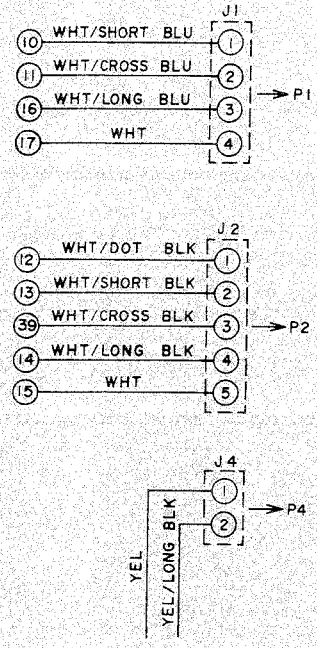 J1
10 WHT/SHORT BLU 1
11 WHT/CROSS BLU 2
→ P1
16 WHT/LONG BLU 3
17 WHT 4
J2
12 WHT/DOT BLK 1
13 WHT/SHORT BLK 2
39 WHT/CROSS BLK 3
→ P2
14 WHT/LONG BLK 4
15 WHT 5
J4
1
→ P4
2
YEL
YEL/LONG BLK